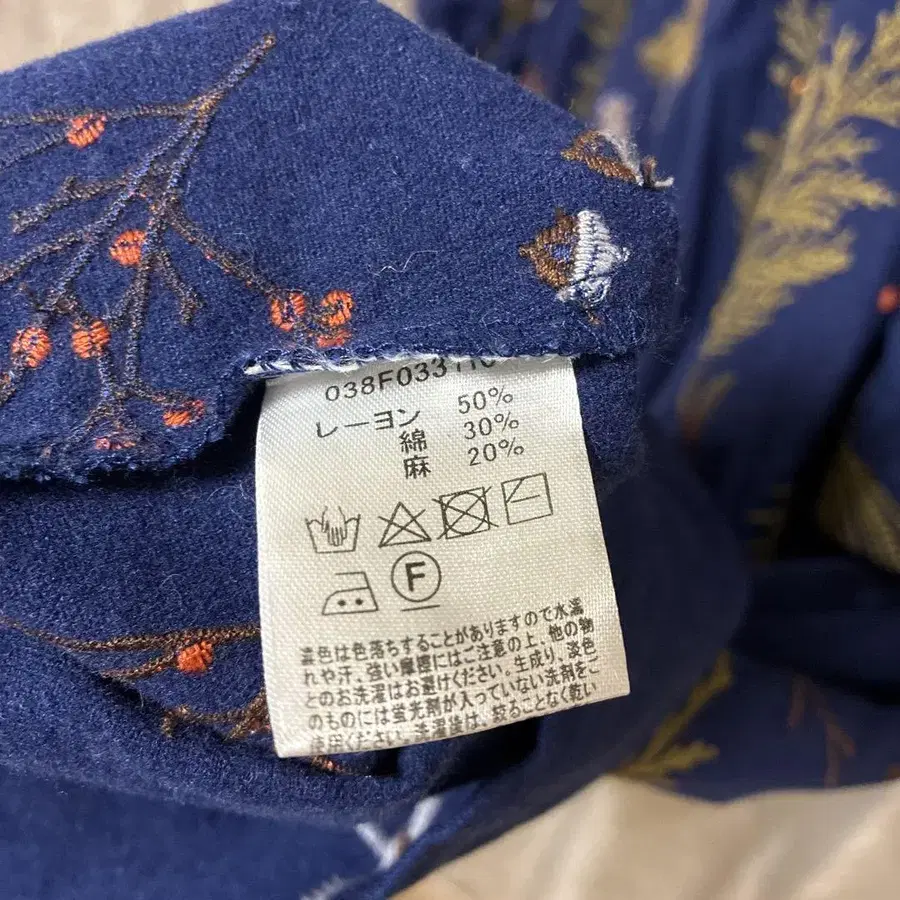 038F03311
レーヨン 50%
綿 30%
麻 20%
F
濃色は色落ちすることがありますので水濡
れや汗、強い摩擦にはご注意の上、他の物
とのお洗濯はお避けください。生成り、淡色
のものには蛍光剤が入っていない洗剤をご
使用ください。洗濯後は、絞ることなく乾い